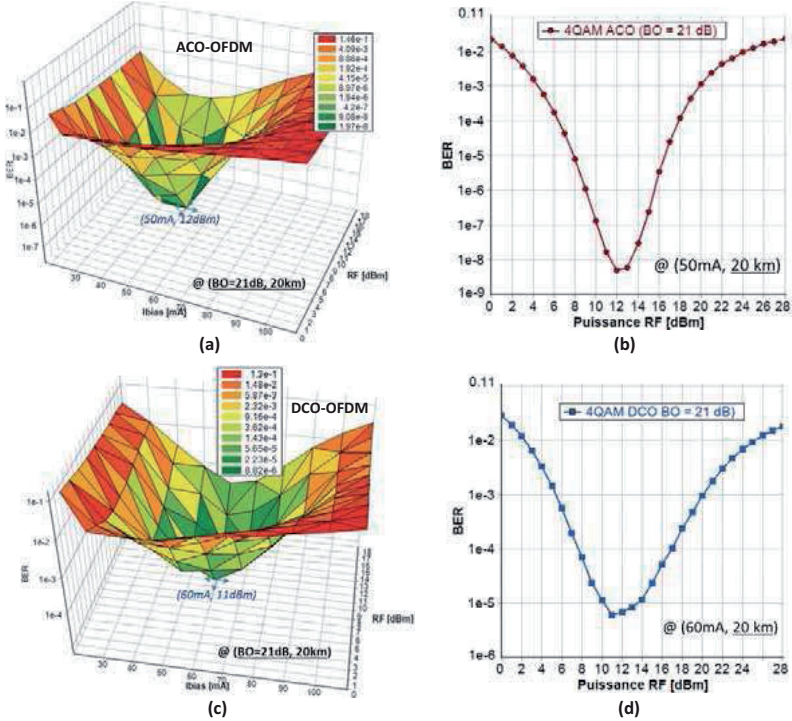 ACO-OFDM
1.46e-1
4.09e-3
8.88e-4
1.92e-4
4.15e-5
8.97e-6
1.94e-6
4.2e-7
9.08e-8
1.97e-8
BER
1e-1
1e-2
1e-3
1e-4
1e-5
1e-6
1e-7
(50mA, 12dBm)
@ (BO=21dB, 20km)
30 40 50 60 70 80 90 100
Ibias [mA]
RF [dBm]
(a)
0.11
1e-2
1e-3
1e-4
1e-5
1e-6
1e-7
1e-8
1e-9
BER
4QAM ACO (BO = 21 dB)
@ (50mA, 20 km)
0 2 4 6 8 10 12 14 16 18 20 22 24 26 28
Puissance RF [dBm]
(b)
DCO-OFDM
1.3e-1
1.48e-2
5.87e-3
2.32e-3
9.16e-4
3.62e-4
1.43e-4
5.65e-5
2.23e-5
8.82e-6
BER
1e-1
1e-2
1e-3
1e-4
(60mA, 11dBm)
@ (BO=21dB, 20km)
30 40 50 60 70 80 90 100
Ibias [mA]
RF [dBm]
(c)
0.11
1e-2
1e-3
1e-4
1e-5
1e-6
BER
4QAM DCO BO = 21 dB)
@ (60mA, 20 km)
0 2 4 6 8 10 12 14 16 18 20 22 24 26 28
Puissance RF [dBm]
(d)